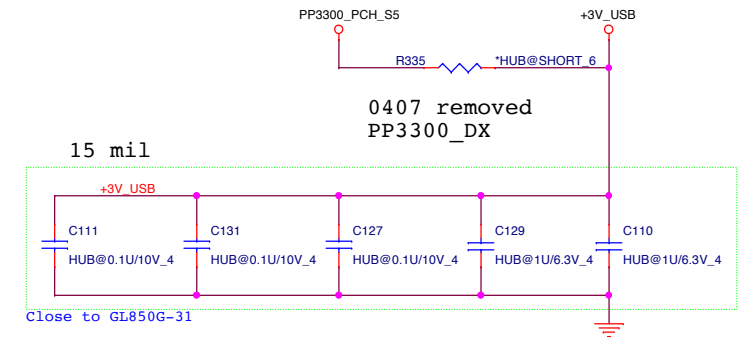 PP3300_PCH_S5 +3V_USB
R335 *HUB@SHORT_6
0407 removed
PP3300_DX
15 mil
+3V_USB
C111 C131 C127 C129 C110
HUB@0.1U/10V_4 HUB@0.1U/10V_4 HUB@0.1U/10V_4 HUB@1U/6.3V_4 HUB@1U/6.3V_4
Close to GL850G-31